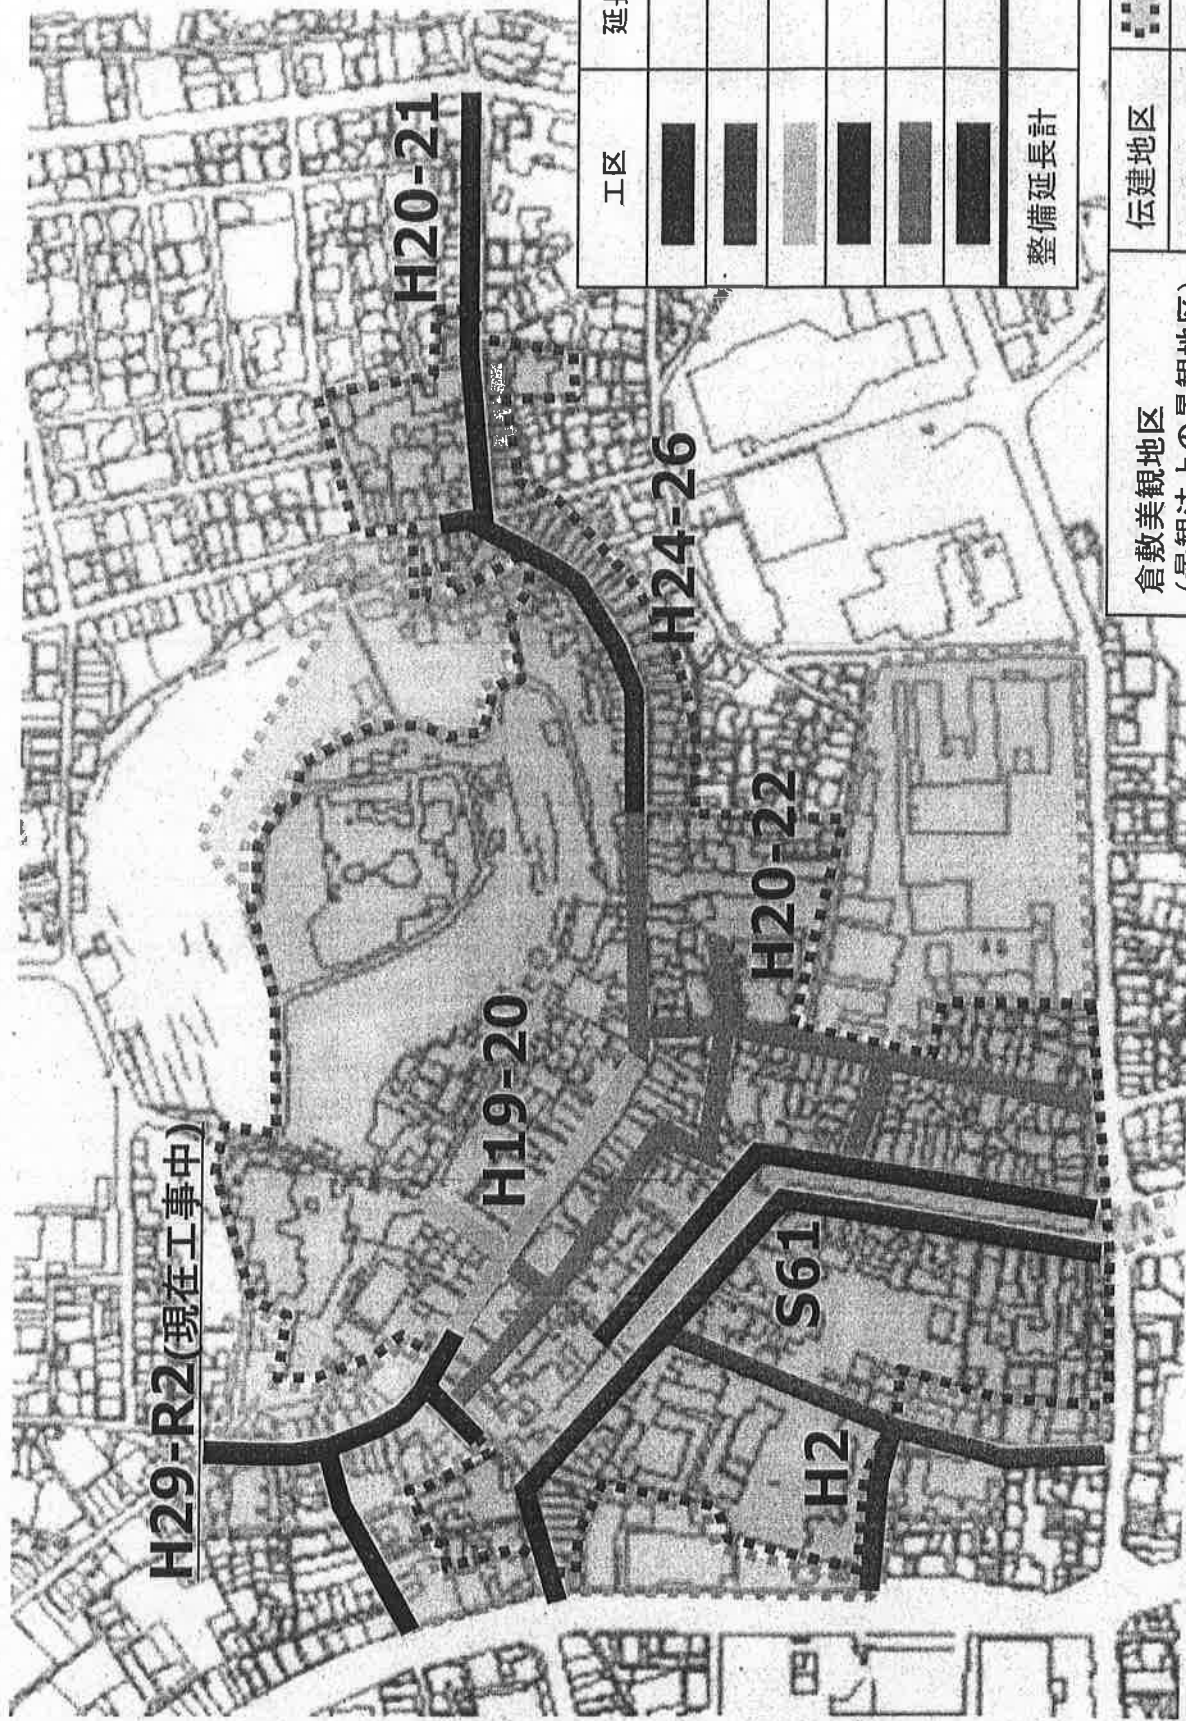 H29-R2(現在工事中)
H20-21
H19-20
H24-26
H20-22
S61
H2
工区
整備延長計
倉敷美観地区
伝建地区